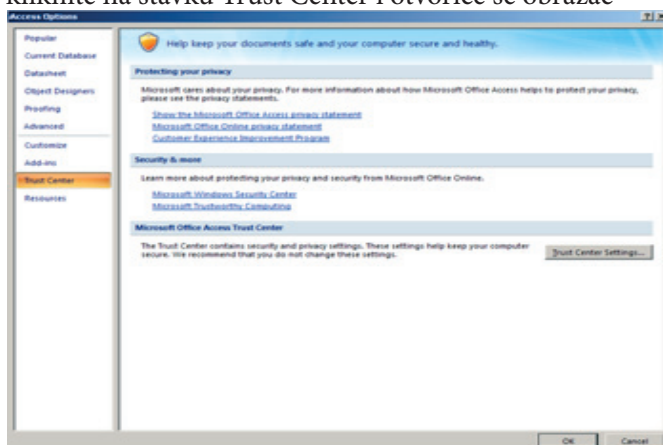 kliknite na stavku Trust Center i otvoriće se obrazac
Access Options
Popular
Current Database
Datasheet
Object Designers
Proofing
Advanced
Customize
Add-ins
Trust Center
Resources
Help keep your documents safe and your computer secure and healthy.
Protecting your privacy
Microsoft cares about your privacy. For more information about how Microsoft Office Access helps to protect your privacy,
please see the privacy statements.
Show the Microsoft Office Access privacy statement
Microsoft Office Online privacy statement
Customer Experience Improvement Program
Security & more
Learn more about protecting your privacy and security from Microsoft Office Online.
Microsoft Windows Security Center
Microsoft Trustworthy Computing
Microsoft Office Access Trust Center
The Trust Center contains security and privacy settings. These settings help keep your computer
secure. We recommend that you do not change these settings.
Trust Center Settings...
OK
Cancel